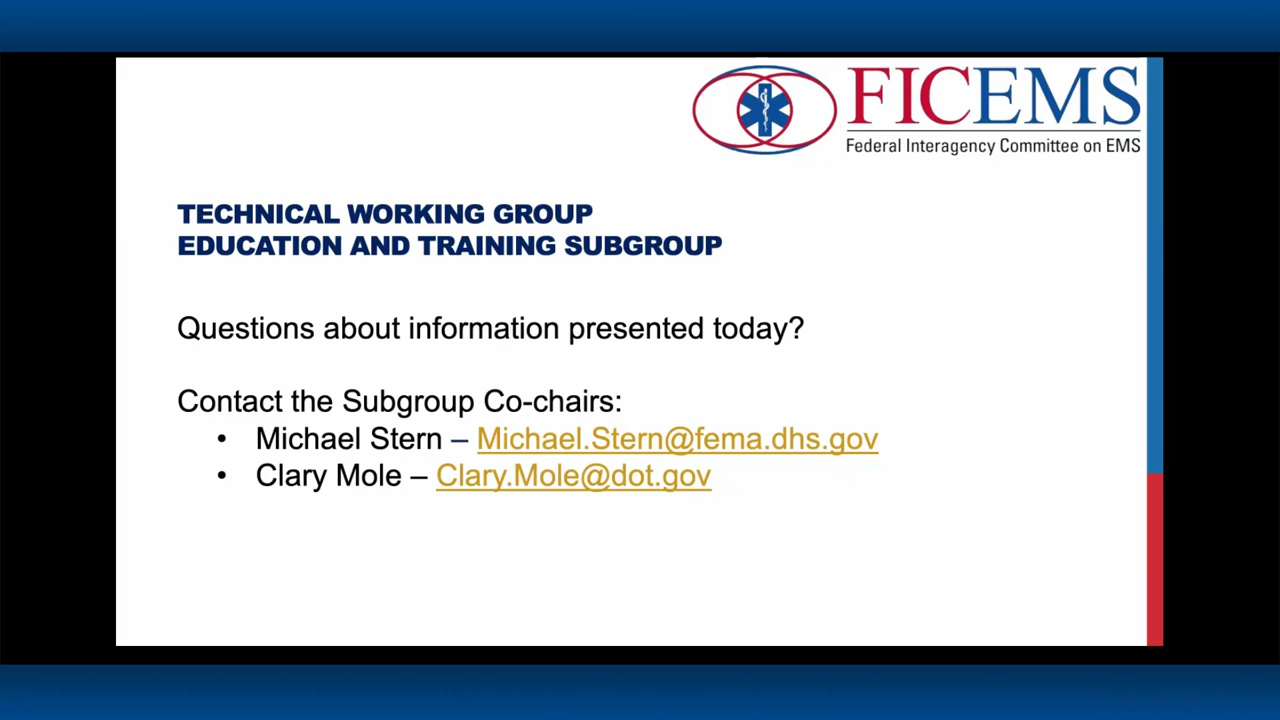 FICEMS
Federal Interagency Committee on EMS
TECHNICAL WORKING GROUP
EDUCATION AND TRAINING SUBGROUP
Questions about information presented today?
Contact the Subgroup Co-chairs:
• Michael Stern – Michael.Stern@fema.dhs.gov
• Clary Mole – Clary.Mole@dot.gov